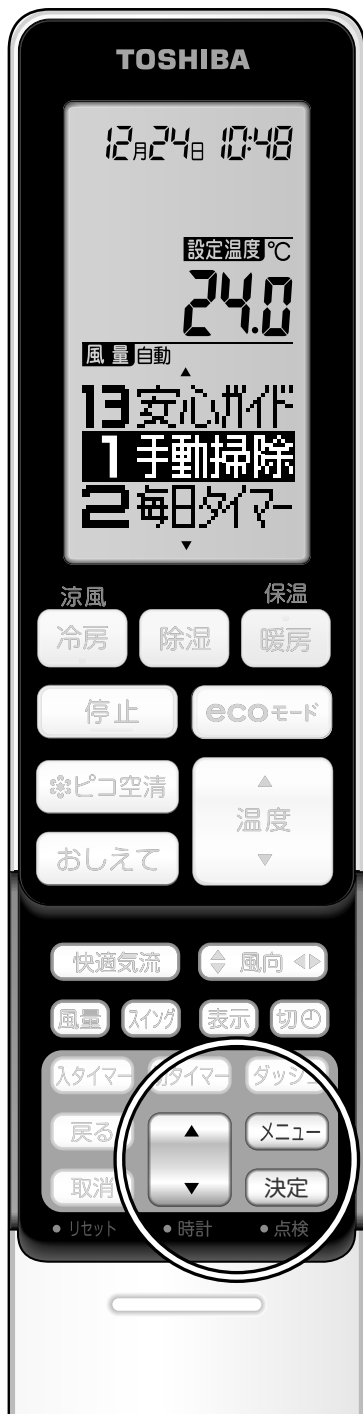 TOSHIBA
12月24日 10:48
設定温度 ℃
24.0
風量 自動
▲
13 安心ガイド
1 手動掃除
2 毎日タイマー
▼
涼風 保温
冷房 除湿 暖房
停止 ecoモード
ピコ空清 ▲
温度
おしえて ▼
快適気流 風向
風量 スイング 表示 切
入タイマー 切タイマー ダッシュ
戻る ▲ メニュー
取消 ▼ 決定
• リセット • 時計 • 点検